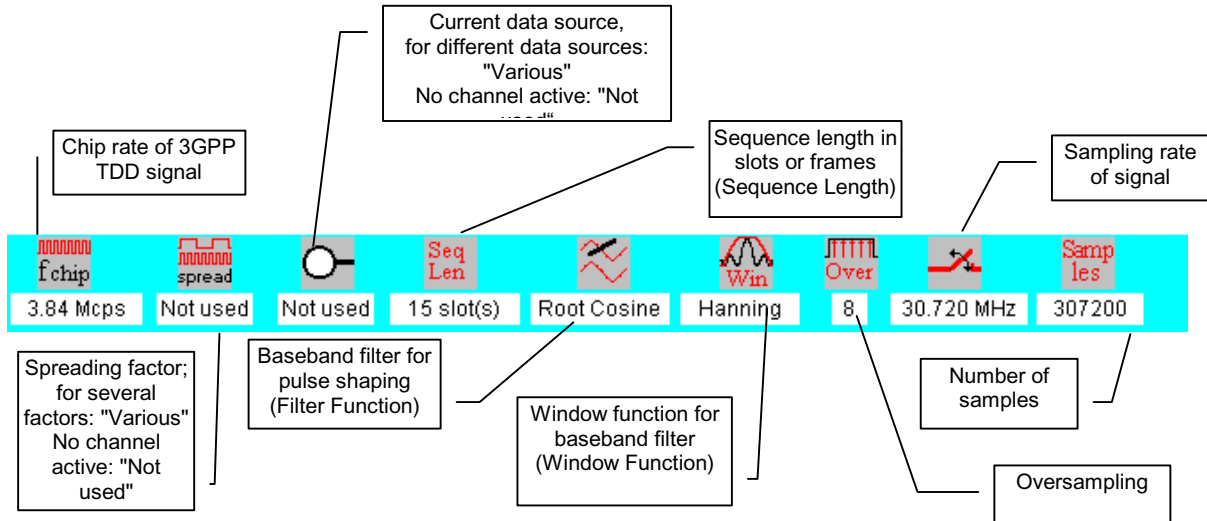 Current data source,
for different data sources:
"Various"
No channel active: "Not
used“
Chip rate of 3GPP
TDD signal
Sequence length in
slots or frames
(Sequence Length)
Sampling rate
of signal
f chip
spread
Seq
Len
Win
Over
Samp
les
3.84 Mcps
Not used
Not used
15 slot(s)
Root Cosine
Hanning
8
30.720 MHz
307200
Spreading factor;
for several
factors: "Various"
No channel
active: "Not
used"
Baseband filter for
pulse shaping
(Filter Function)
Window function for
baseband filter
(Window Function)
Number of
samples
Oversampling